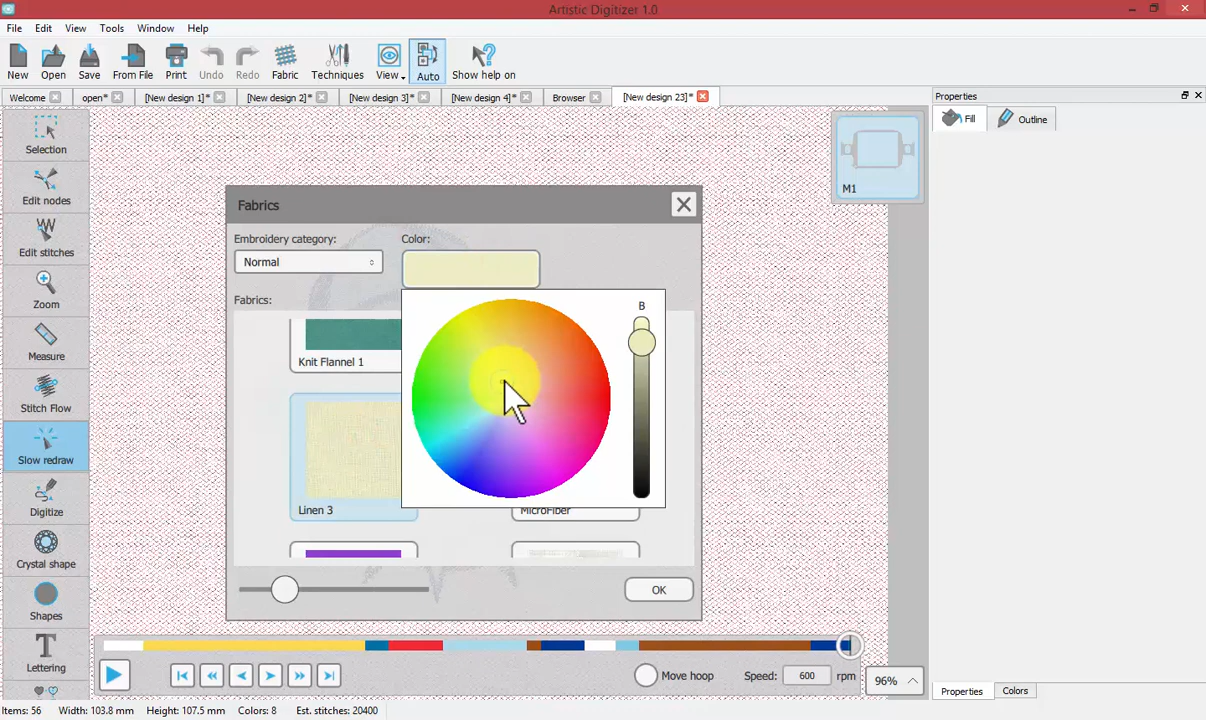 Artistic Digitizer 1.0
File Edit View Tools Window Help
New Open Save From File Print Undo Redo Fabric Techniques View Auto Show help on
Welcome open* [New design 1]* [New design 2]* [New design 3]* [New design 4]* Browser [New design 23]*
Properties
Fill Outline
Selection
Edit nodes
Edit stitches
Zoom
Measure
Stitch Flow
Slow redraw
Digitize
Crystal shape
Shapes
Lettering
M1
Fabrics
Embroidery category: Color:
Normal
Fabrics:
B
Knit Flannel 1
Linen 3 MicroFiber
OK
Move hoop Speed: 600 rpm 96%
Properties Colors
Items: 56 Width: 103.8 mm Height: 107.5 mm Colors: 8 Est. stitches: 20400